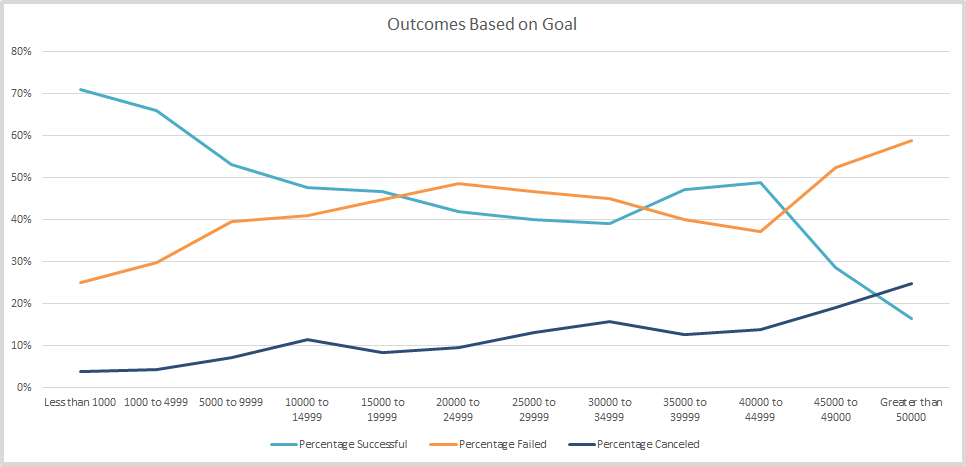 Outcomes Based on Goal
80%
70%
60%
50%
40%
30%
20%
10%
0%
Less than 1000
1000 to 4999
5000 to 9999
10000 to
14999
15000 to
19999
20000 to
24999
25000 to
29999
30000 to
34999
35000 to
39999
40000 to
44999
45000 to
49000
Greater than
50000
Percentage Successful
Percentage Failed
Percentage Canceled